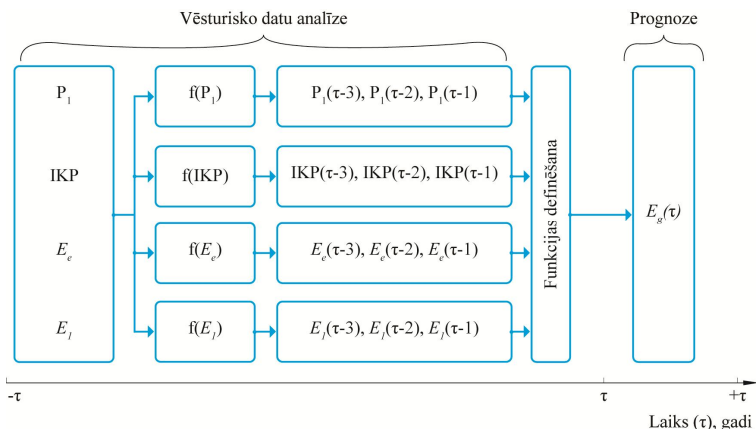 Vēsturisko datu analīze
Prognoze
P₁
f(P₁)
P₁(τ-3), P₁(τ-2), P₁(τ-1)
IKP
f(IKP)
IKP(τ-3), IKP(τ-2), IKP(τ-1)
Eₑ
f(Eₑ)
Eₑ(τ-3), Eₑ(τ-2), Eₑ(τ-1)
Eₗ
f(Eₗ)
Eₗ(τ-3), Eₗ(τ-2), Eₗ(τ-1)
Funkcijas definēšana
E_g(τ)
-τ
τ
+τ
Laiks (τ), gadi